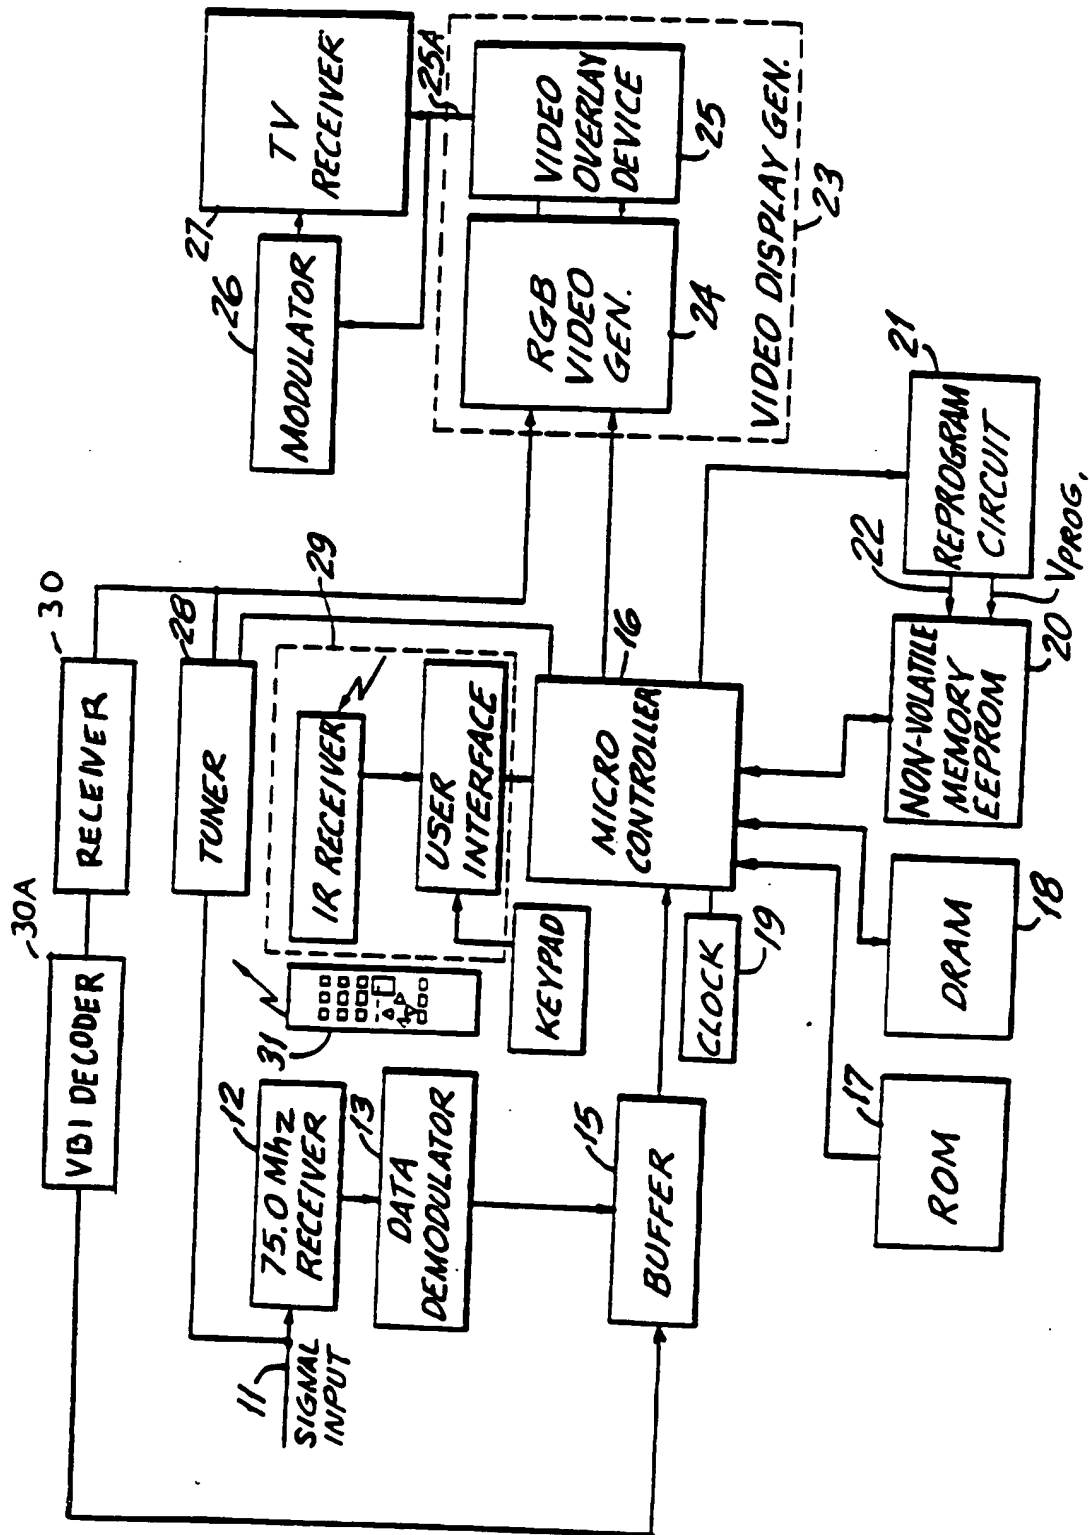 30A
VBI DECODER
30
RECEIVER
28
TUNER
11
SIGNAL
INPUT
12
75.0 Mhz
RECEIVER
13
DATA
DEMODULATOR
31
29
IR RECEIVER
USER
INTERFACE
KEYPAD
15
BUFFER
16
MICRO
CONTROLLER
CLOCK
19
17
ROM
DRAM
18
NON-VOLATILE
MEMORY
EEPROM
20
22
VPROG.
21
REPROGRAM
CIRCUIT
26
MODULATOR
27
TV
RECEIVER
25A
RGB
VIDEO
GEN.
24
VIDEO
OVERLAY
DEVICE
25
VIDEO DISPLAY GEN.
23